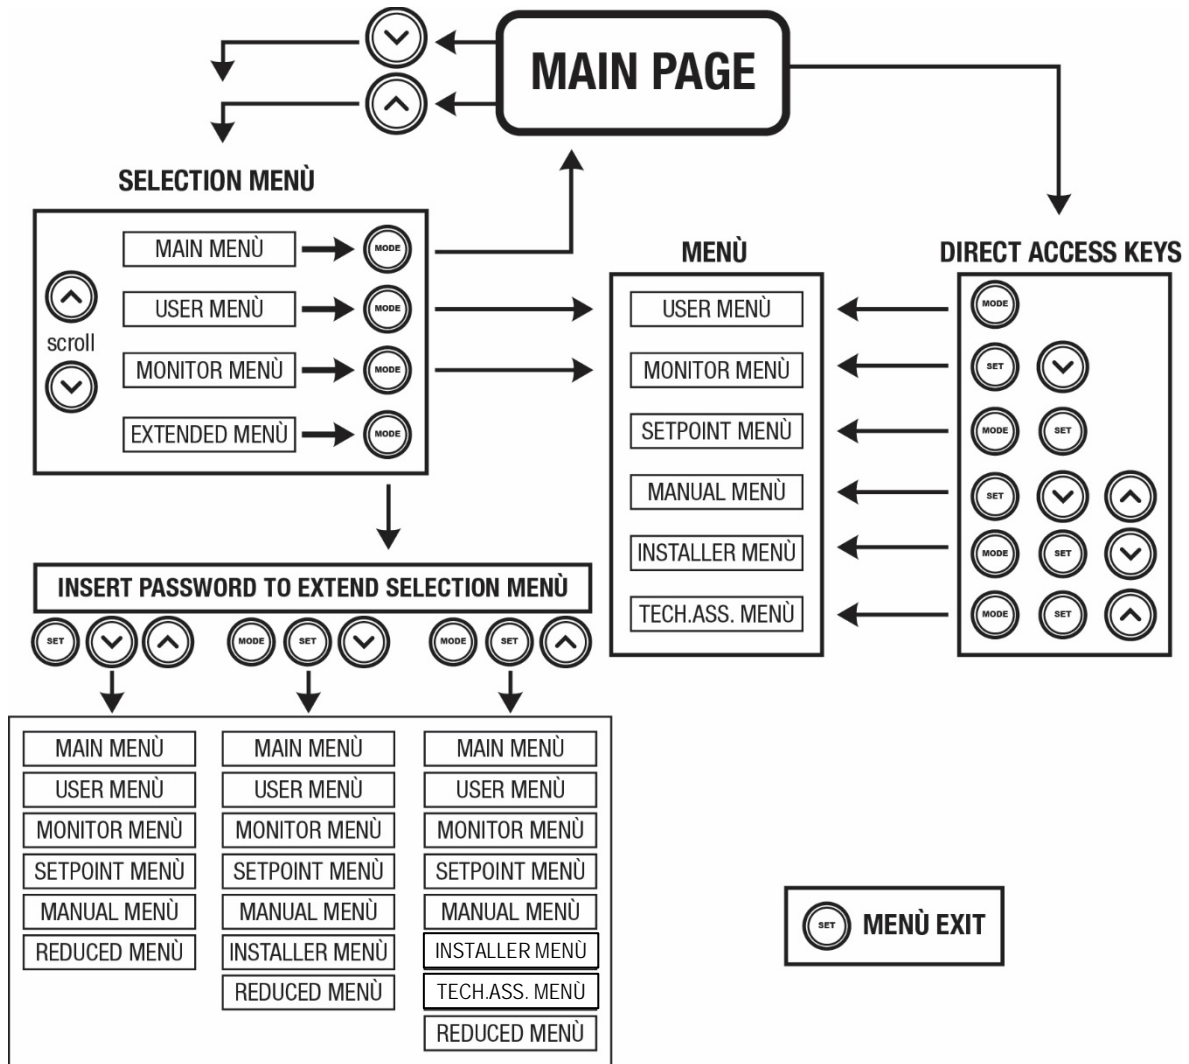 MAIN PAGE
SELECTION MENÙ
MAIN MENÙ MODE
USER MENÙ MODE
scroll
MONITOR MENÙ MODE
EXTENDED MENÙ MODE
MENÙ
USER MENÙ
MONITOR MENÙ
SETPOINT MENÙ
MANUAL MENÙ
INSTALLER MENÙ
TECH.ASS. MENÙ
DIRECT ACCESS KEYS
MODE
SET
MODE SET
SET
MODE SET
MODE SET
INSERT PASSWORD TO EXTEND SELECTION MENÙ
SET MODE SET MODE SET
MAIN MENÙ
USER MENÙ
MONITOR MENÙ
SETPOINT MENÙ
MANUAL MENÙ
REDUCED MENÙ
MAIN MENÙ
USER MENÙ
MONITOR MENÙ
SETPOINT MENÙ
MANUAL MENÙ
INSTALLER MENÙ
REDUCED MENÙ
MAIN MENÙ
USER MENÙ
MONITOR MENÙ
SETPOINT MENÙ
MANUAL MENÙ
INSTALLER MENÙ
TECH.ASS. MENÙ
REDUCED MENÙ
SET MENÙ EXIT